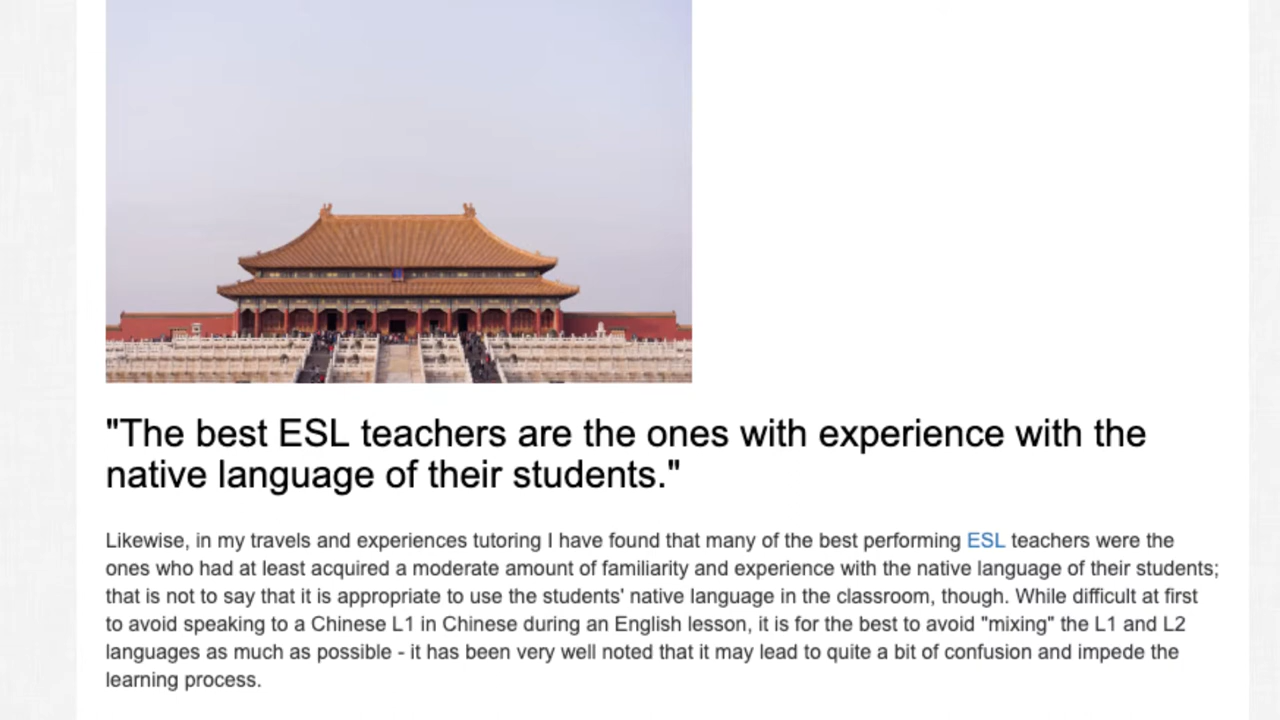 "The best ESL teachers are the ones with experience with the
native language of their students."
Likewise, in my travels and experiences tutoring I have found that many of the best performing ESL teachers were the
ones who had at least acquired a moderate amount of familiarity and experience with the native language of their students;
that is not to say that it is appropriate to use the students' native language in the classroom, though. While difficult at first
to avoid speaking to a Chinese L1 in Chinese during an English lesson, it is for the best to avoid "mixing" the L1 and L2
languages as much as possible - it has been very well noted that it may lead to quite a bit of confusion and impede the
learning process.